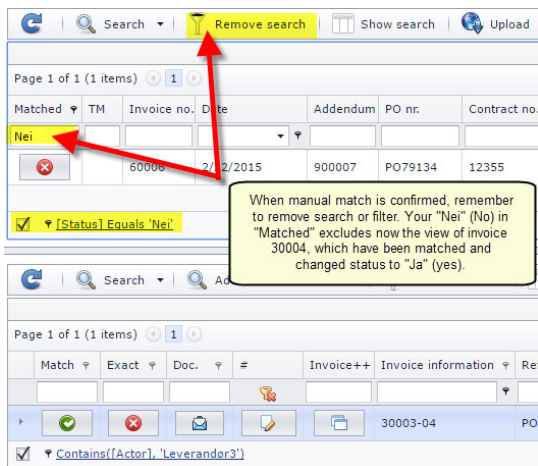 Search Remove search Show search Upload
Page 1 of 1 (1 items) 1
Matched TM Invoice no. Date Addendum PO nr. Contract no.
Nei
60006 2/12/2015 900007 PO79134 12355
When manual match is confirmed, remember
to remove search or filter. Your "Nei" (No) in
"Matched" excludes now the view of invoice
30004, which have been matched and
changed status to "Ja" (yes).
[Status] Equals 'Nei'
Search
Page 1 of 1 (1 items) 1
Match Exact Doc. # Invoice++ Invoice information
30003-04 PO
Contains([Actor], 'Leverandør3')